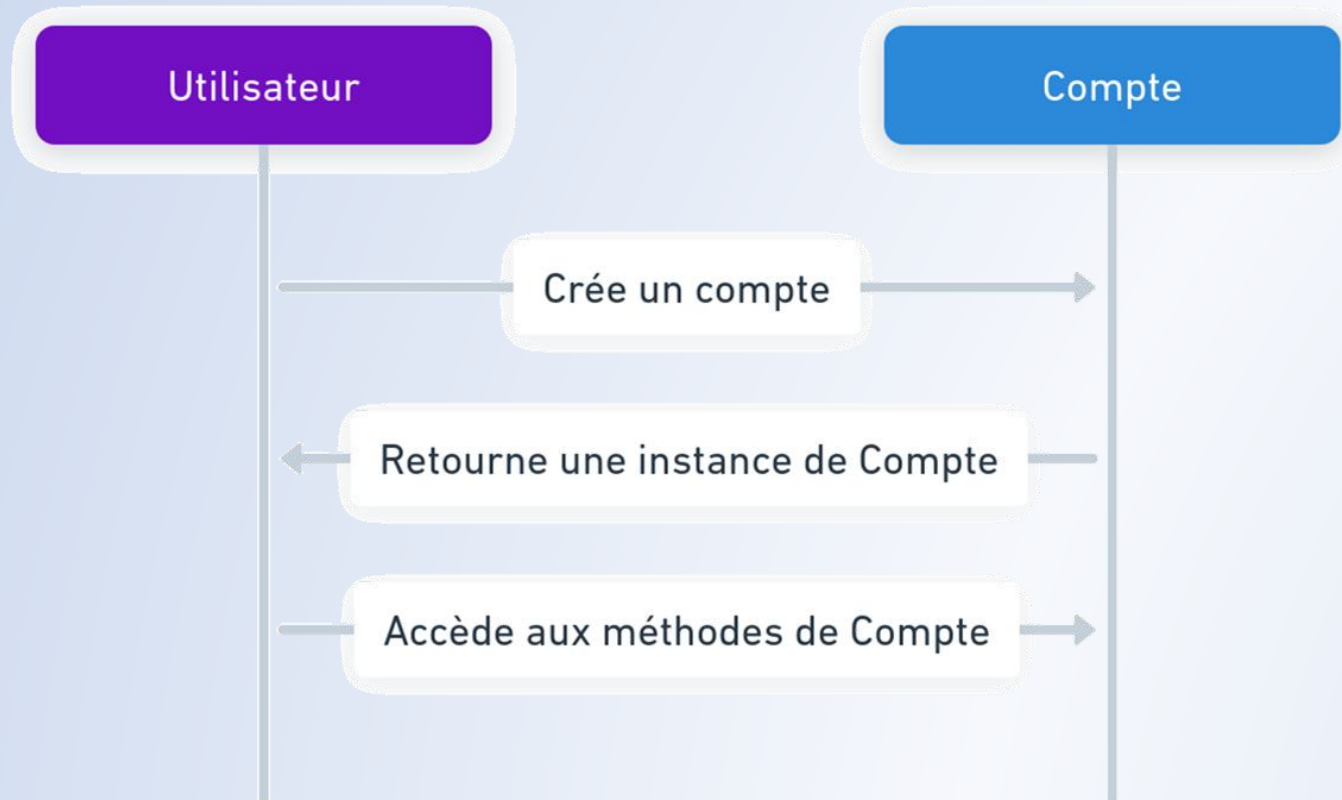 Utilisateur
Compte
Crée un compte
Retourne une instance de Compte
Accède aux méthodes de Compte